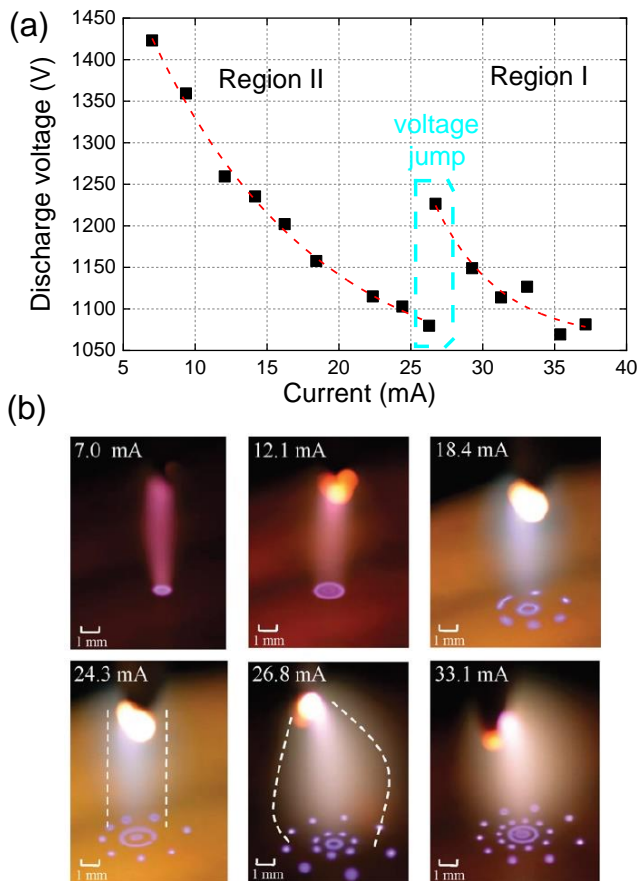 (a)
1450
1400
1350
1300
1250
1200
1150
1100
1050
Discharge voltage (V)
Region II
Region I
voltage
jump
5 10 15 20 25 30 35 40
Current (mA)
(b)
7.0 mA
12.1 mA
18.4 mA
1 mm
1 mm
1 mm
24.3 mA
26.8 mA
33.1 mA
1 mm
1 mm
1 mm